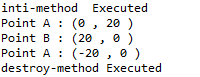 inti-method  Executed
Point A : (0 , 20 )
Point B : (20 , 0 )
Point A : (-20 , 0 )
destroy-method Executed